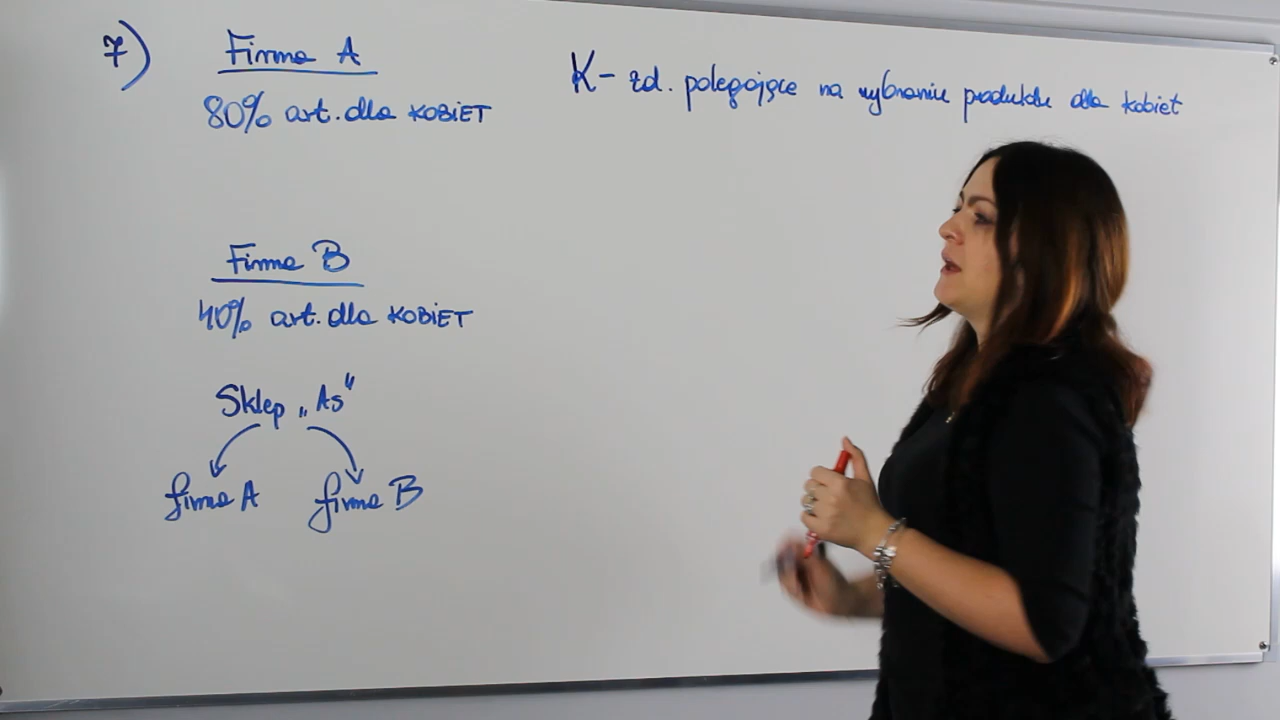 7)
Firma A
80% art. dla KOBIET
K - zd. polegające na wybraniu produktu dla kobiet
Firma B
40% art. dla KOBIET
Sklep „As”
firma A firma B